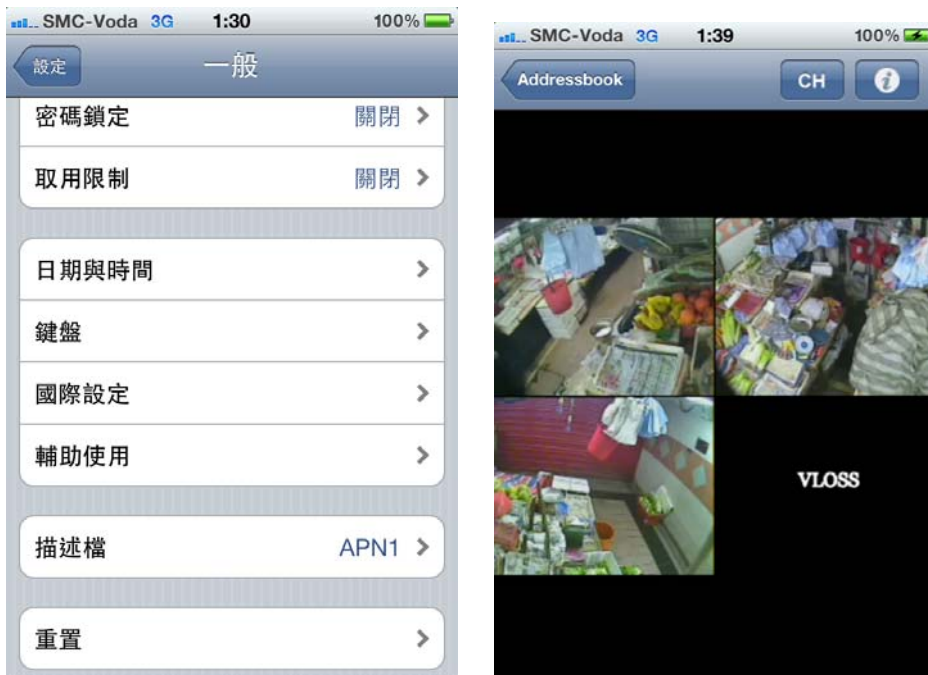 SMC-Voda 3G 1:30 100%
設定 一般
密碼鎖定 關閉
取用限制 關閉
日期與時間
鍵盤
國際設定
輔助使用
描述檔 APN1
重置
SMC-Voda 3G 1:39 100%
Addressbook CH i
VLOSS